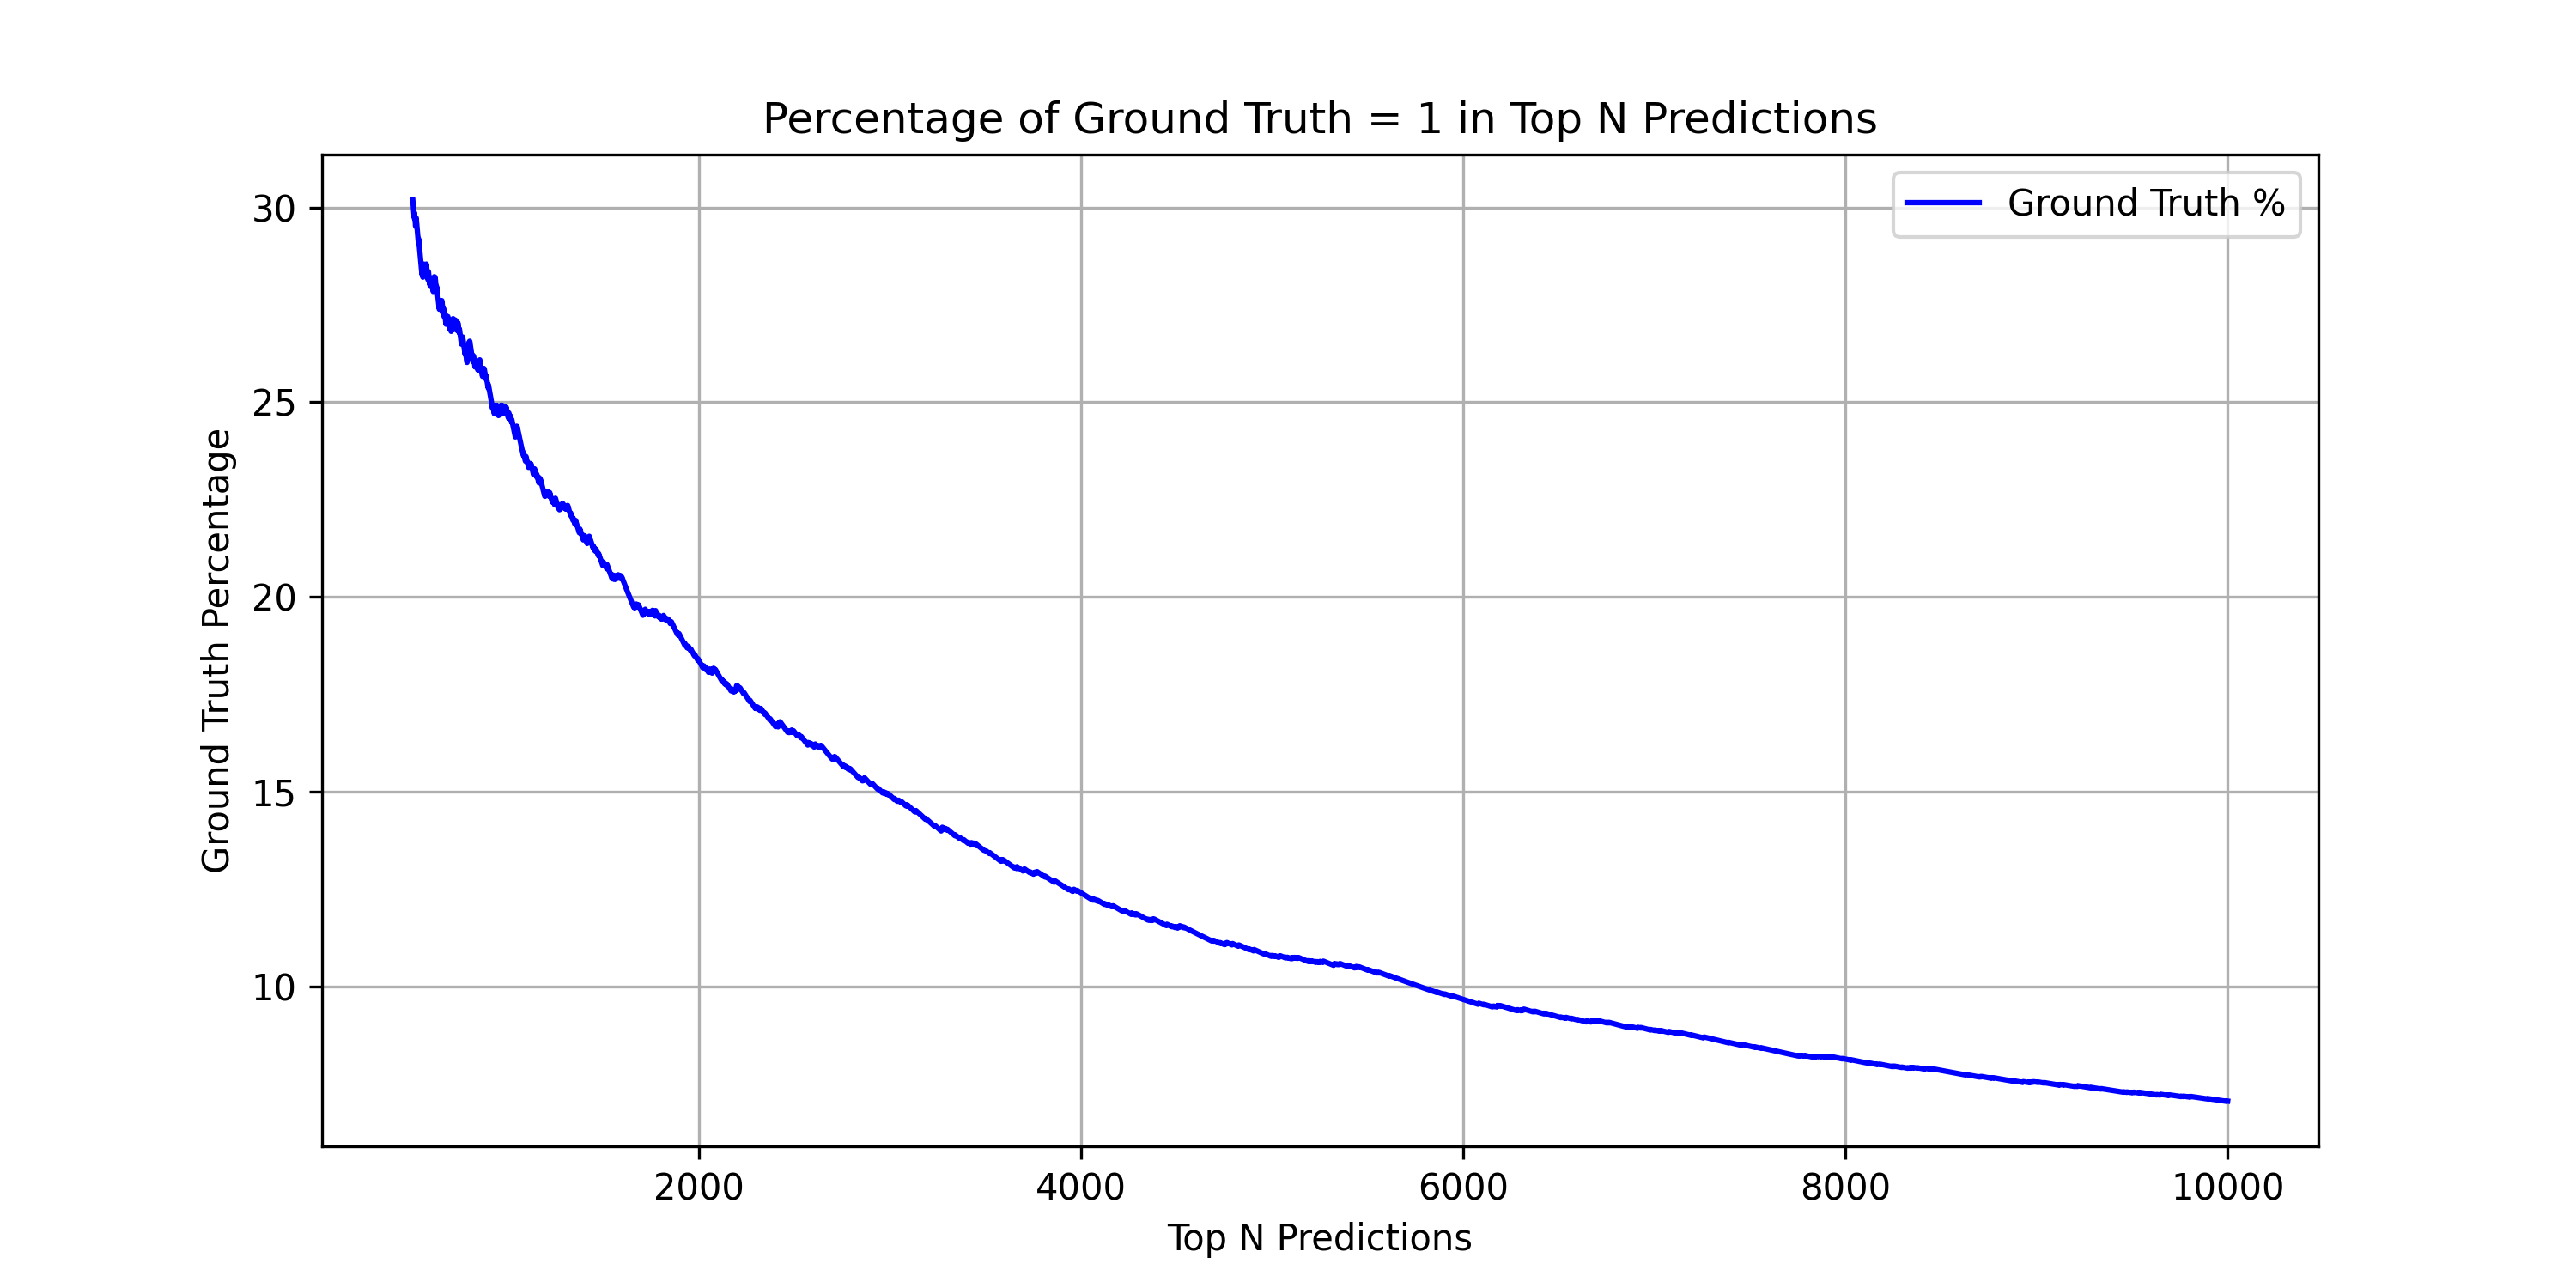 Percentage of Ground Truth = 1 in Top N Predictions
Ground Truth %
Ground Truth Percentage
30
25
20
15
10
2000 4000 6000 8000 10000
Top N Predictions